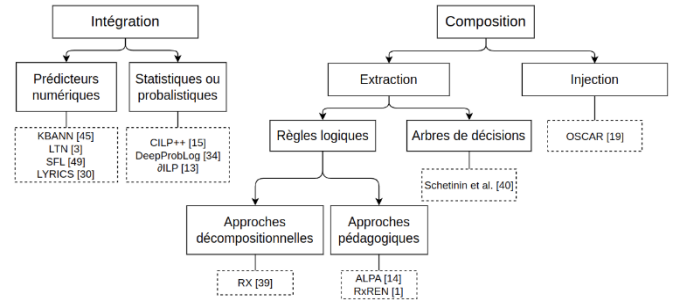 Intégration
Composition
Prédicteurs
numériques
Statistiques ou
probalistiques
Extraction
Injection
KBANN [45]
LTN [3]
SFL [49]
LYRICS [30]
CILP++ [15]
DeepProbLog [34]
∂ILP [13]
Règles logiques
Arbres de décisions
OSCAR [19]
Schetinin et al. [40]
Approches
décompositionnelles
Approches
pédagogiques
RX [39]
ALPA [14]
RxREN [1]